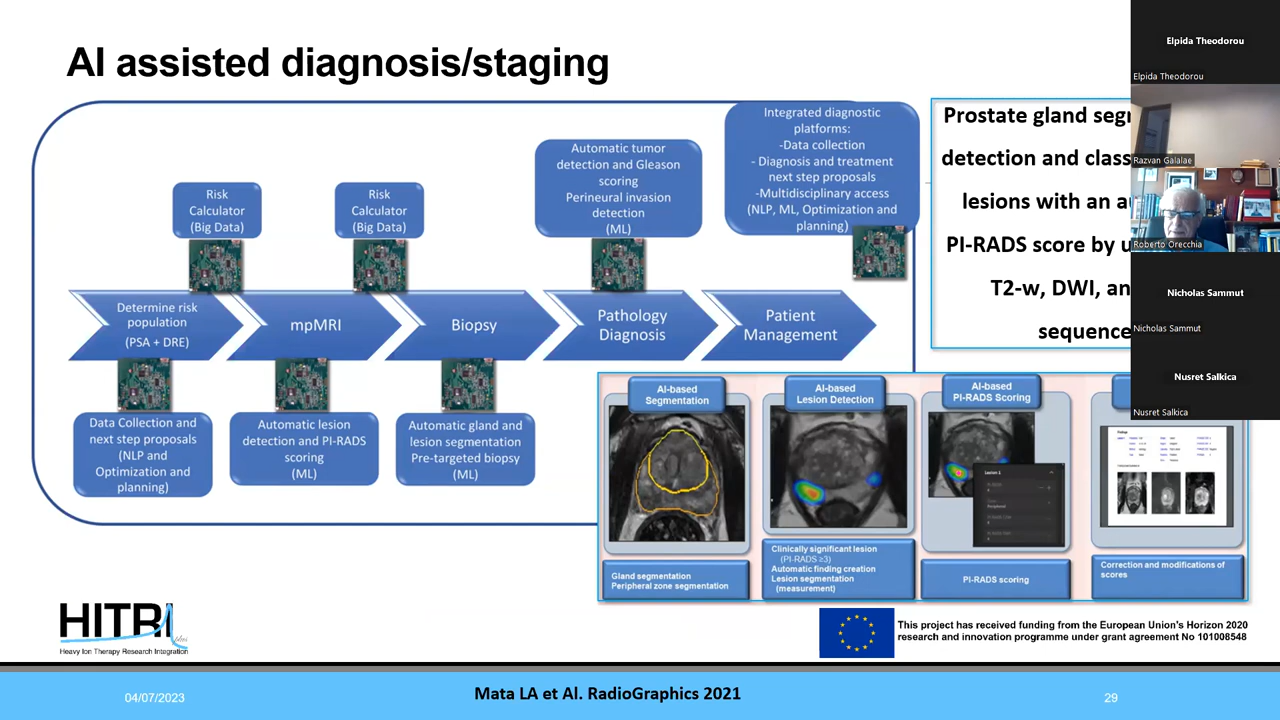 AI assisted diagnosis/staging
Risk
Calculator
(Big Data)
Risk
Calculator
(Big Data)
Automatic tumor
detection and Gleason
scoring
Perineural invasion
detection
(ML)
Integrated diagnostic
platforms:
-Data collection
- Diagnosis and treatment
next step proposals
-Multidisciplinary access
(NLP, ML, Optimization and
planning)
Determine risk
population
(PSA + DRE)
mpMRI
Biopsy
Pathology
Diagnosis
Patient
Management
Data Collection and
next step proposals
(NLP and
Optimization and
planning)
Automatic lesion
detection and PI-RADS
scoring
(ML)
Automatic gland and
lesion segmentation
Pre-targeted biopsy
(ML)
Prostate gland
detection and
lesions with an
PI-RADS score by
T2-w, DWI,
AI-based
Segmentation
Gland segmentation
Peripheral zone segmentation
AI-based
Lesion Detection
Clinically significant lesion
(PI-RADS ≥3)
Automatic finding creation
Lesion segmentation
(measurement)
AI-based
PI-RADS Scoring
Lesion 1
PI-RADS scoring
Correction and modifications of
scores
Elpida Theodorou
Elpida Theodorou
Razvan Galalae
Roberto Orecchia
Nicholas Sammut
Nicholas Sammut
Nusret Salkica
Nusret Salkica
HITRI
plus
Heavy Ion Therapy Research Integration
This project has received funding from the European Union's Horizon 2020
research and innovation programme under grant agreement No 101008548
04/07/2023
Mata LA et Al. RadioGraphics 2021
29